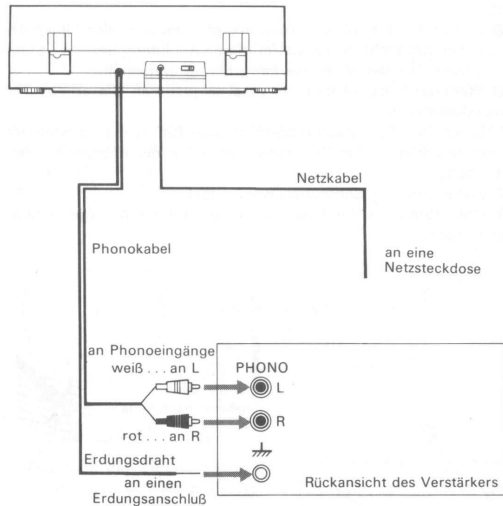 Netzkabel
Phonokabel
an eine
Netzsteckdose
an Phonoeingänge
weiß . . . an L
PHONO
L
R
rot . . . an R
Erdungsdraht
an einen
Erdungsanschluß
Rückansicht des Verstärkers